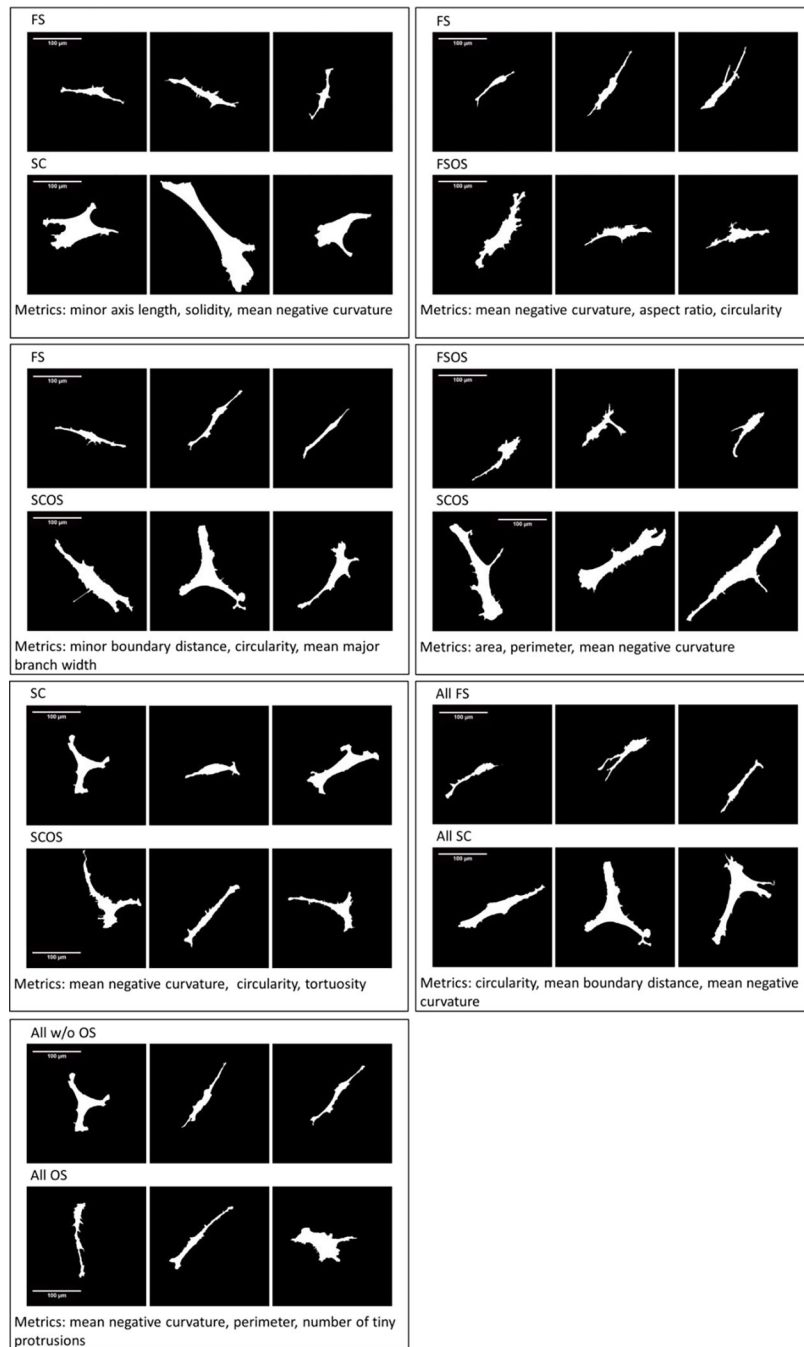 FS
100 μm
SC
100 μm
Metrics: minor axis length, solidity, mean negative curvature
FS
100 μm
FSOS
100 μm
Metrics: mean negative curvature, aspect ratio, circularity
FS
100 μm
SCOS
100 μm
Metrics: minor boundary distance, circularity, mean major
branch width
FSOS
100 μm
SCOS
100 μm
Metrics: area, perimeter, mean negative curvature
SC
100 μm
SCOS
100 μm
Metrics: mean negative curvature, circularity, tortuosity
All FS
100 μm
All SC
100 μm
Metrics: circularity, mean boundary distance, mean negative
curvature
All w/o OS
100 μm
All OS
100 μm
Metrics: mean negative curvature, perimeter, number of tiny
protrusions